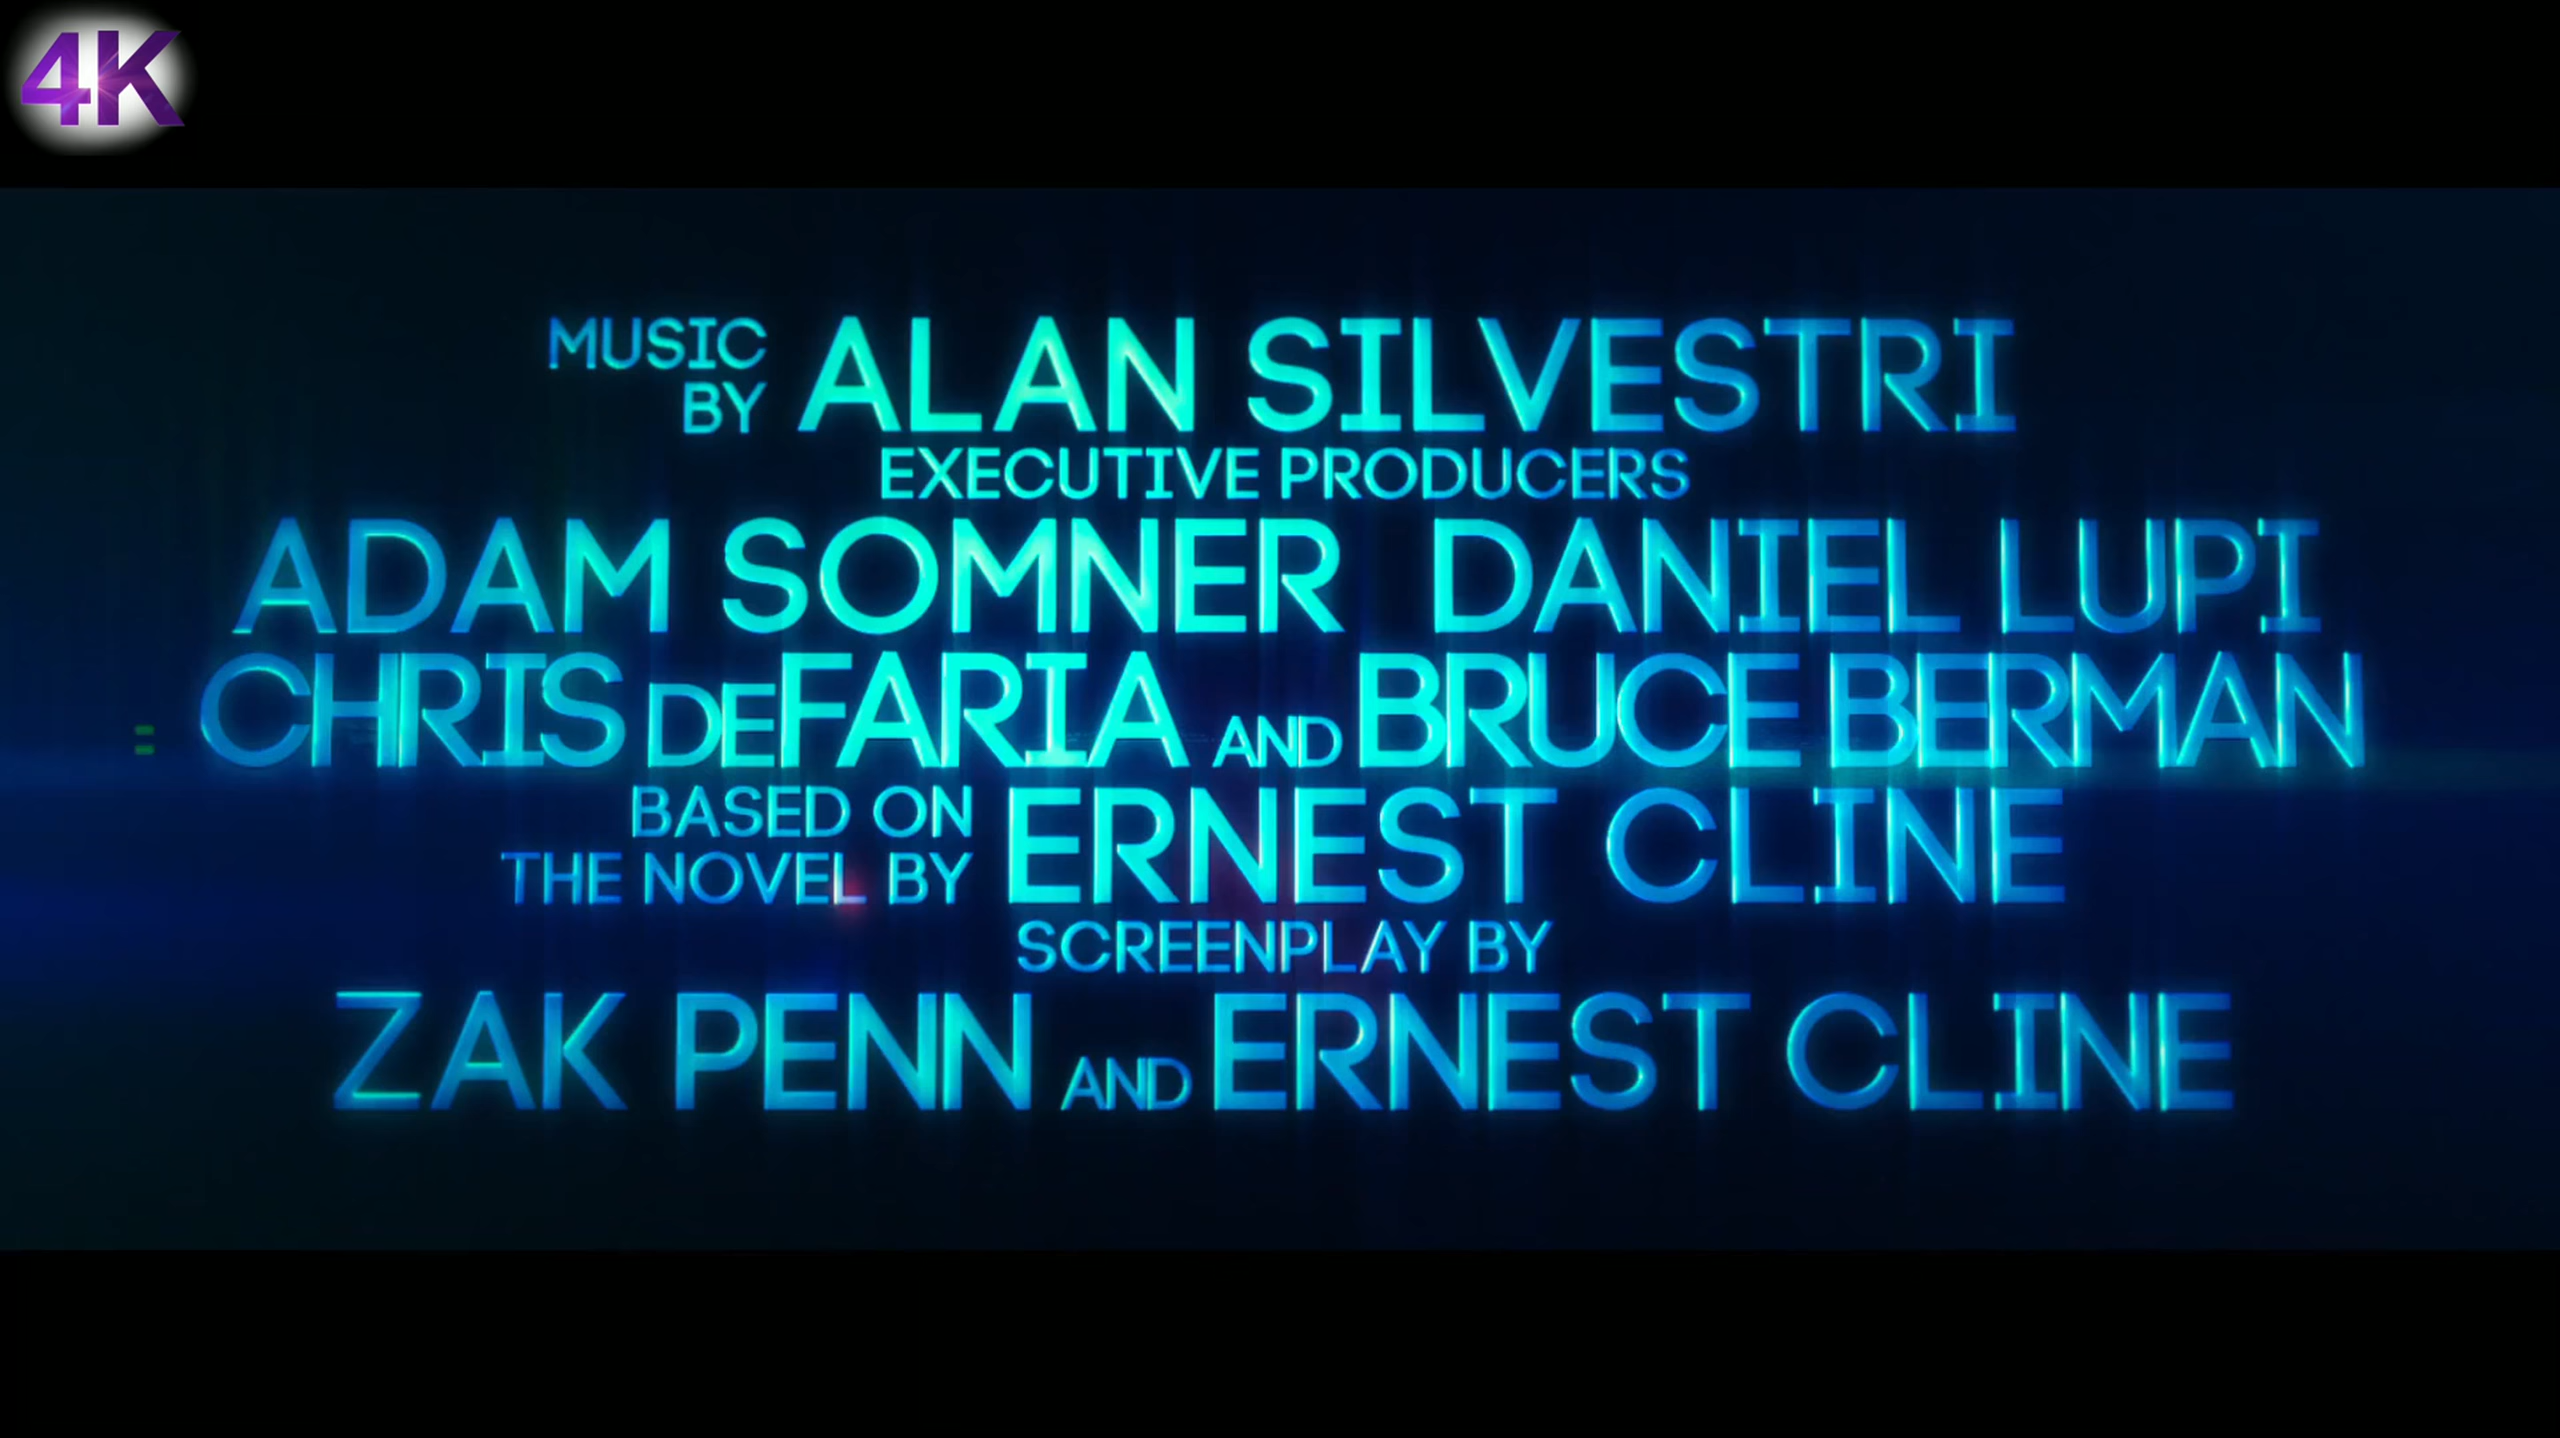 4K
MUSIC
BY ALAN SILVESTRI
EXECUTIVE PRODUCERS
ADAM SOMNER DANIEL LUPI
CHRIS DEFARIA AND BRUCE BERMAN
BASED ON
THE NOVEL BY ERNEST CLINE
SCREENPLAY BY
ZAK PENN AND ERNEST CLINE